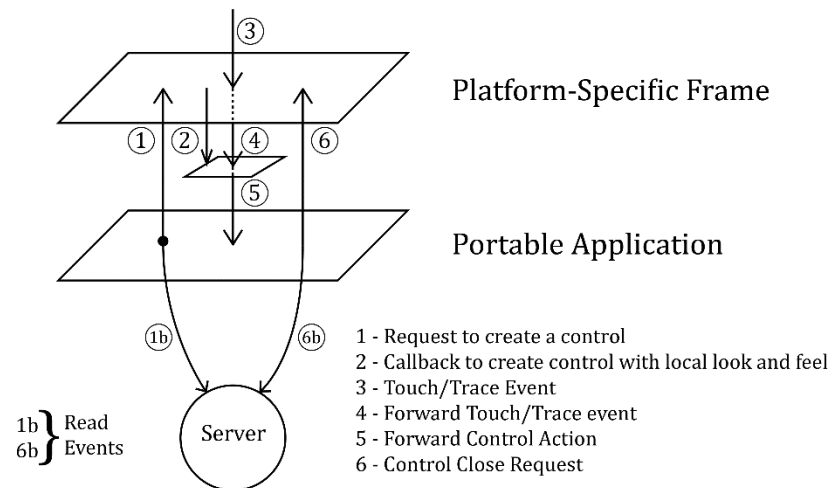 3
Platform-Specific Frame
1 2 4 6
5
Portable Application
1b 6b
1 - Request to create a control
2 - Callback to create control with local look and feel
3 - Touch/Trace Event
4 - Forward Touch/Trace event
5 - Forward Control Action
6 - Control Close Request
Server
1b } Read
6b Events